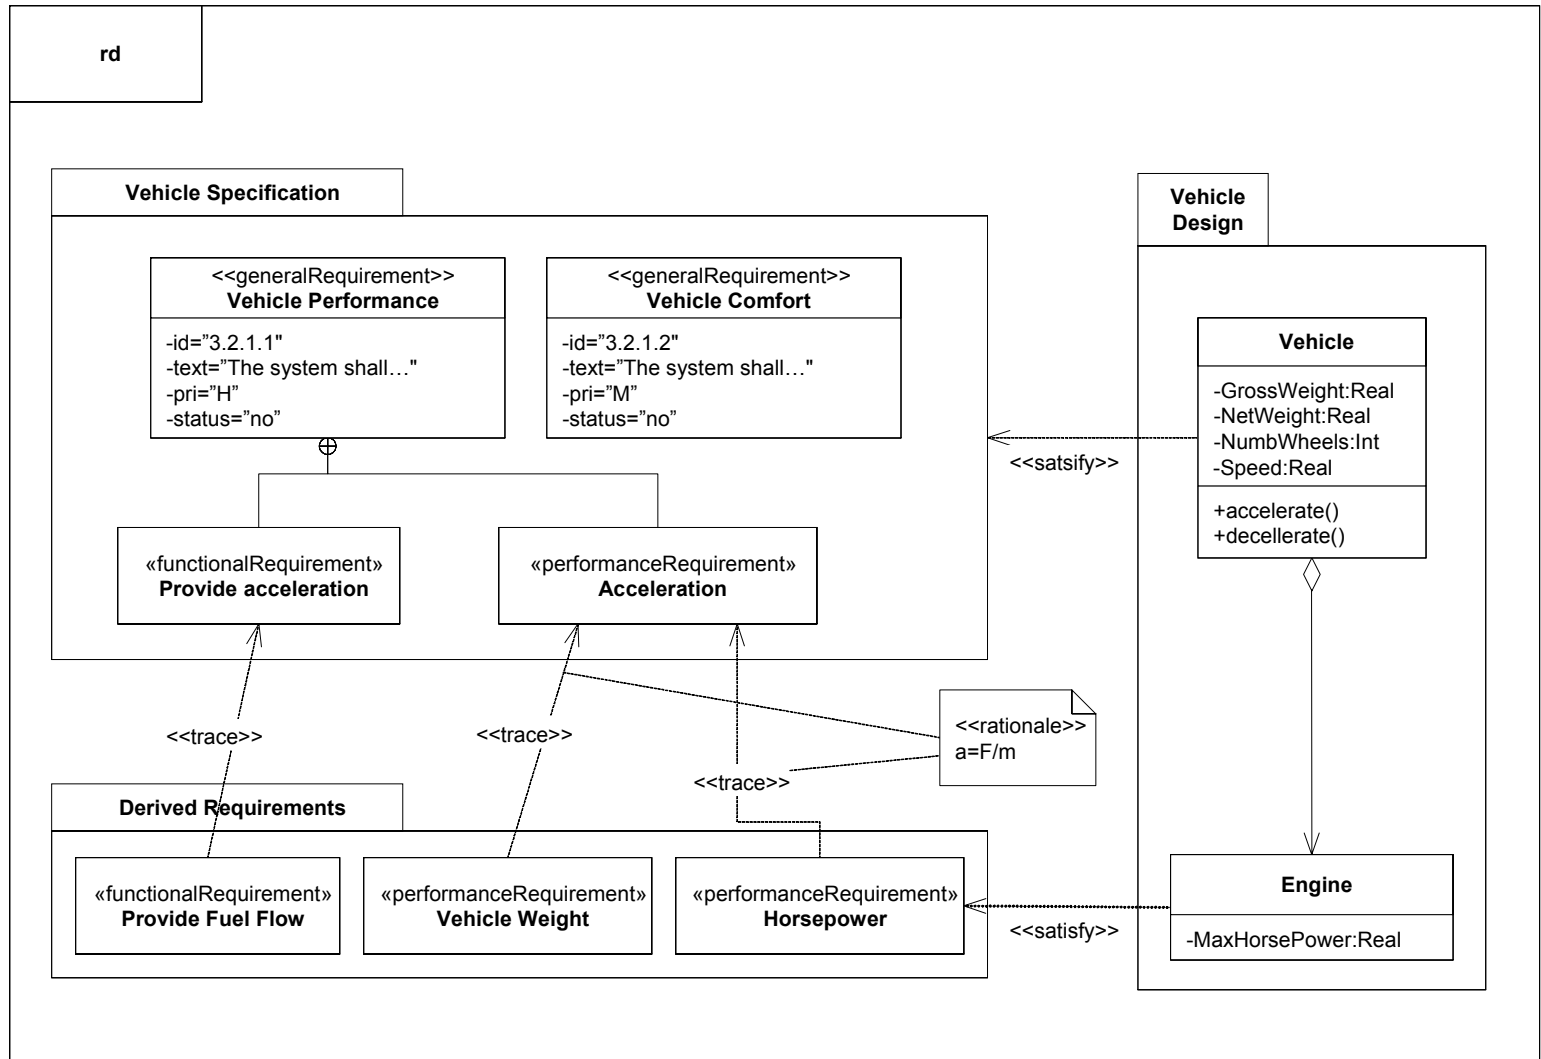 rd
Vehicle Specification
<<generalRequirement>>
Vehicle Performance
-id=”3.2.1.1"
-text=”The system shall…"
-pri=”H”
-status=”no”
<<generalRequirement>>
Vehicle Comfort
-id=”3.2.1.2"
-text=”The system shall…"
-pri=”M”
-status=”no”
«functionalRequirement»
Provide acceleration
«performanceRequirement»
Acceleration
<<satsify>>
Vehicle
Design
Vehicle
-GrossWeight:Real
-NetWeight:Real
-NumbWheels:Int
-Speed:Real
+accelerate()
+decellerate()
<<trace>>
<<trace>>
<<trace>>
<<rationale>>
a=F/m
Derived Requirements
«functionalRequirement»
Provide Fuel Flow
«performanceRequirement»
Vehicle Weight
«performanceRequirement»
Horsepower
<<satisfy>>
Engine
-MaxHorsePower:Real